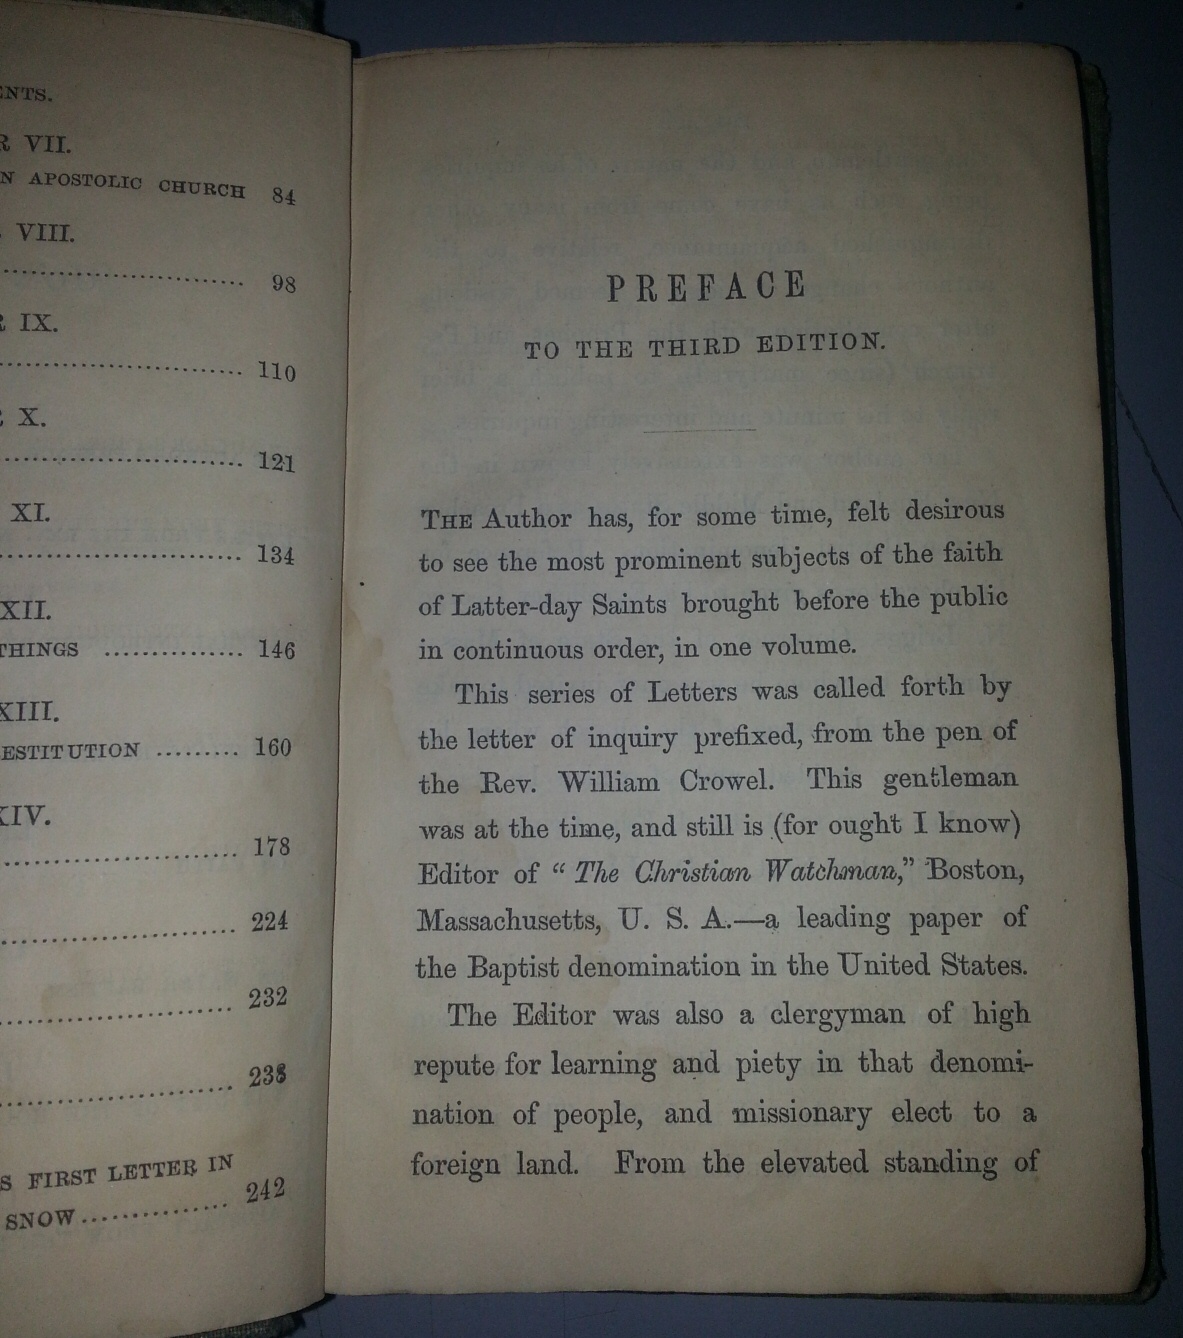 ENTS.
R VII.
N APOSTOLIC CHURCH 84
VIII.
98
IX.
110
X.
121
XI.
134
XII.
THINGS 146
XIII.
ESTITUTION 160
XIV.
178
224
232
238
S FIRST LETTER IN
SNOW 242
PREFACE
TO THE THIRD EDITION.
THE Author has, for some time, felt desirous
to see the most prominent subjects of the faith
of Latter-day Saints brought before the public
in continuous order, in one volume.
This series of Letters was called forth by
the letter of inquiry prefixed, from the pen of
the Rev. William Crowel. This gentleman
was at the time, and still is (for ought I know)
Editor of “ The Christian Watchman,” Boston,
Massachusetts, U. S. A.—a leading paper of
the Baptist denomination in the United States.
The Editor was also a clergyman of high
repute for learning and piety in that denomi-
nation of people, and missionary elect to a
foreign land. From the elevated standing of